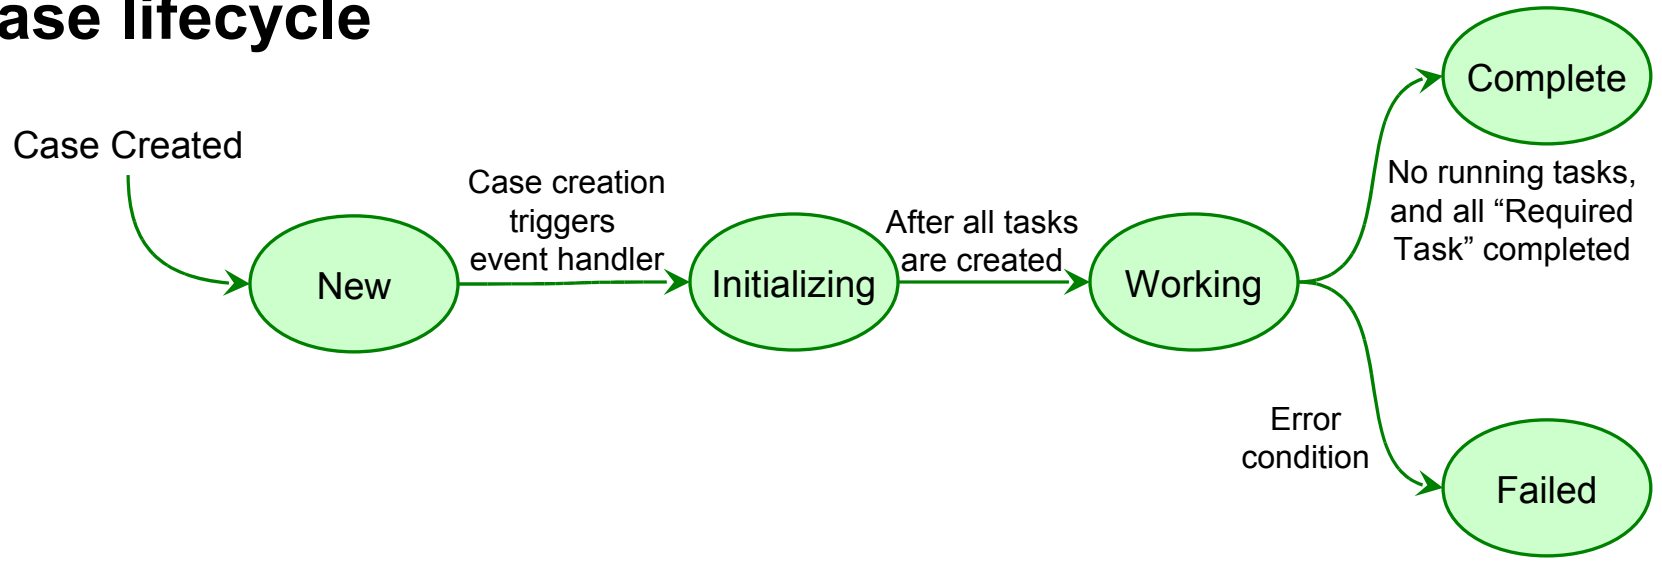 ase lifecycle
Case Created
New
Case creation
triggers
event handler
Initializing
After all tasks
are created
Working
Complete
No running tasks,
and all “Required
Task” completed
Error
condition
Failed